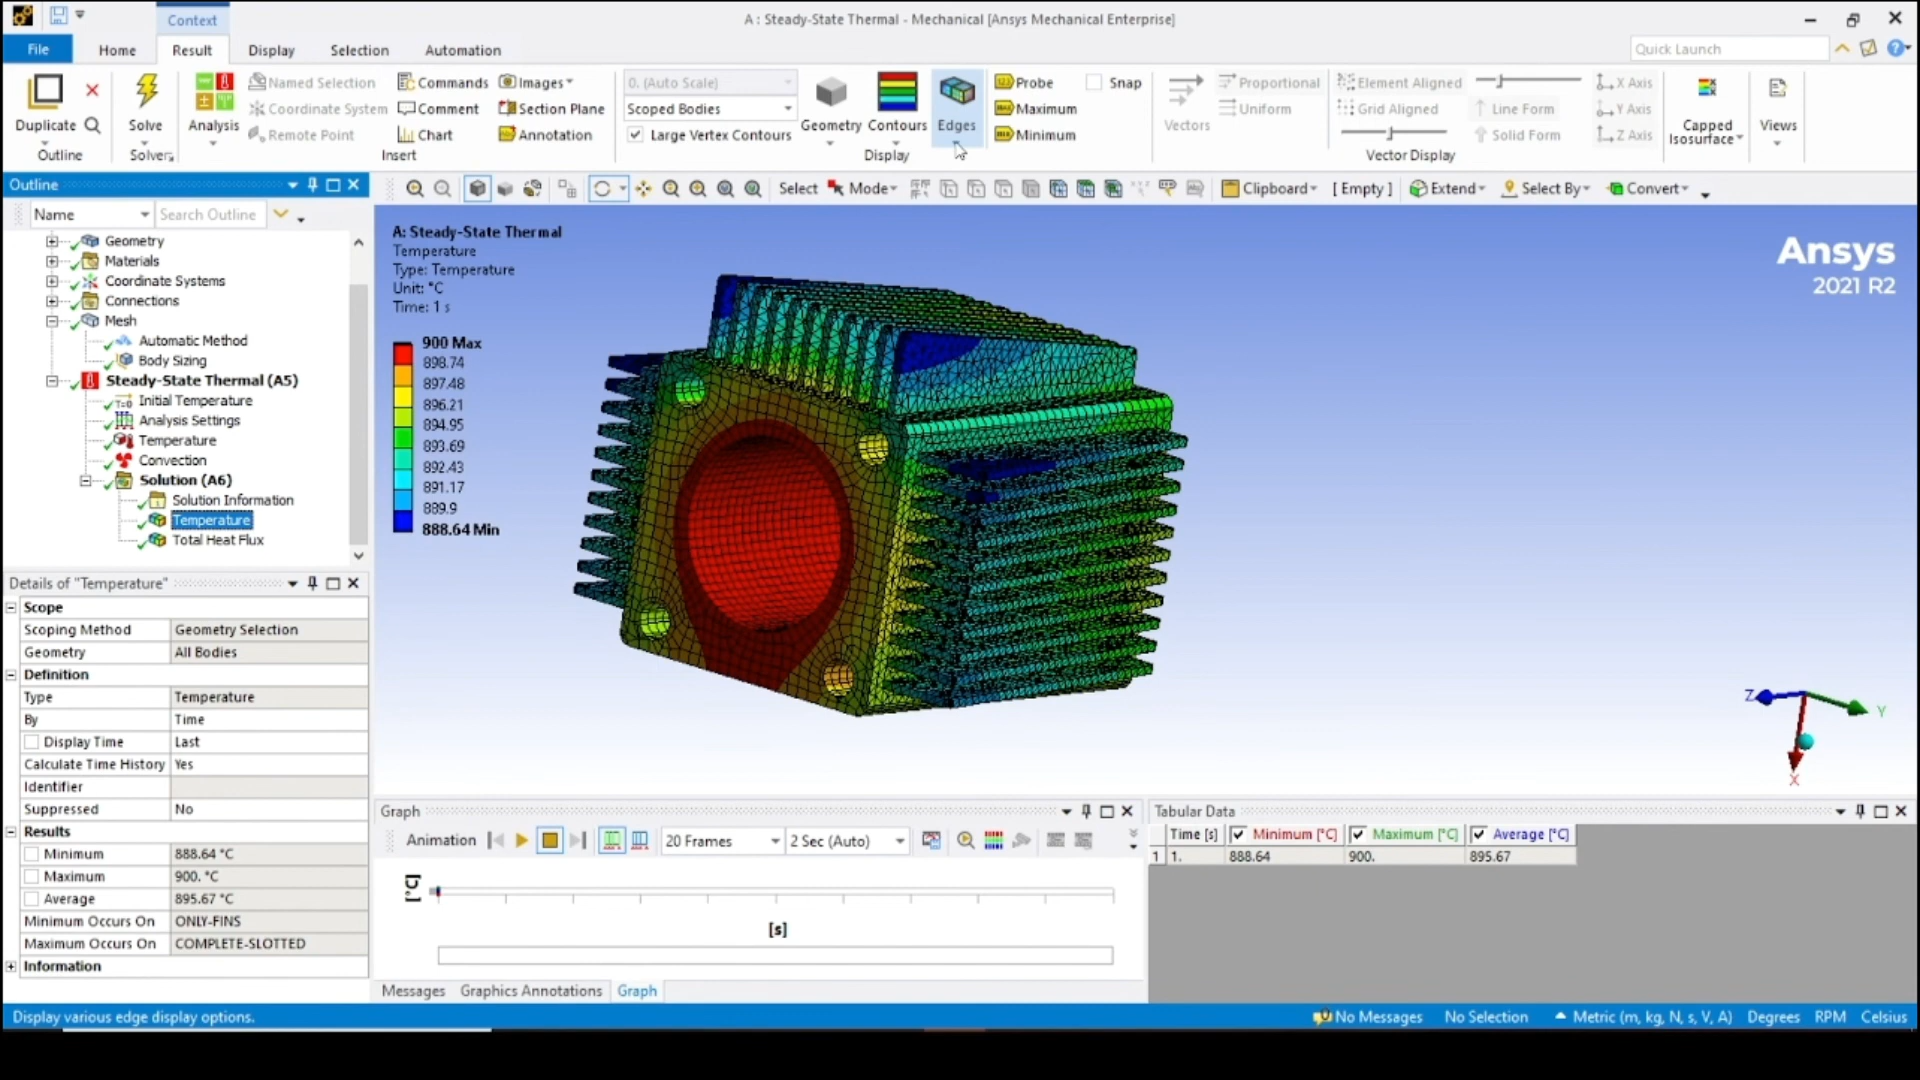 Context
A : Steady-State Thermal - Mechanical [Ansys Mechanical Enterprise]
File Home Result Display Selection Automation
Quick Launch
Duplicate
Outline
Solve
Solver
Analysis
Named Selection
Coordinate System
Remote Point
Commands
Comment
Chart
Images
Section Plane
Annotation
Insert
0. (Auto Scale)
Scoped Bodies
Large Vertex Contours
Geometry
Contours
Edges
Display
Probe
Maximum
Minimum
Snap
Vectors
Proportional
Uniform
Element Aligned
Grid Aligned
Line Form
Solid Form
X Axis
Y Axis
Z Axis
Vector Display
Capped
Isosurface
Views
Outline
Select Mode Clipboard [ Empty ] Extend Select By Convert
Name
Search Outline
Geometry
Materials
Coordinate Systems
Connections
Mesh
Automatic Method
Body Sizing
Steady-State Thermal (A5)
T=0 Initial Temperature
Analysis Settings
Temperature
Convection
Solution (A6)
Solution Information
Temperature
Total Heat Flux
A: Steady-State Thermal
Temperature
Type: Temperature
Unit: °C
Time: 1 s
900 Max
898.74
897.48
896.21
894.95
893.69
892.43
891.17
889.9
888.64 Min
Ansys
2021 R2
Z
Y
X
Details of "Temperature"
Scope
Scoping Method Geometry Selection
Geometry All Bodies
Definition
Type Temperature
By Time
Display Time Last
Calculate Time History Yes
Identifier
Suppressed No
Results
Minimum 888.64 °C
Maximum 900. °C
Average 895.67 °C
Minimum Occurs On ONLY-FINS
Maximum Occurs On COMPLETE-SLOTTED
Information
Graph
Animation 20 Frames 2 Sec (Auto)
[°C]
[s]
Messages Graphics Annotations Graph
Tabular Data
Time [s] Minimum [°C] Maximum [°C] Average [°C]
1 1. 888.64 900. 895.67
Display various edge display options.
No Messages No Selection Metric (m, kg, N, s, V, A) Degrees RPM Celsius